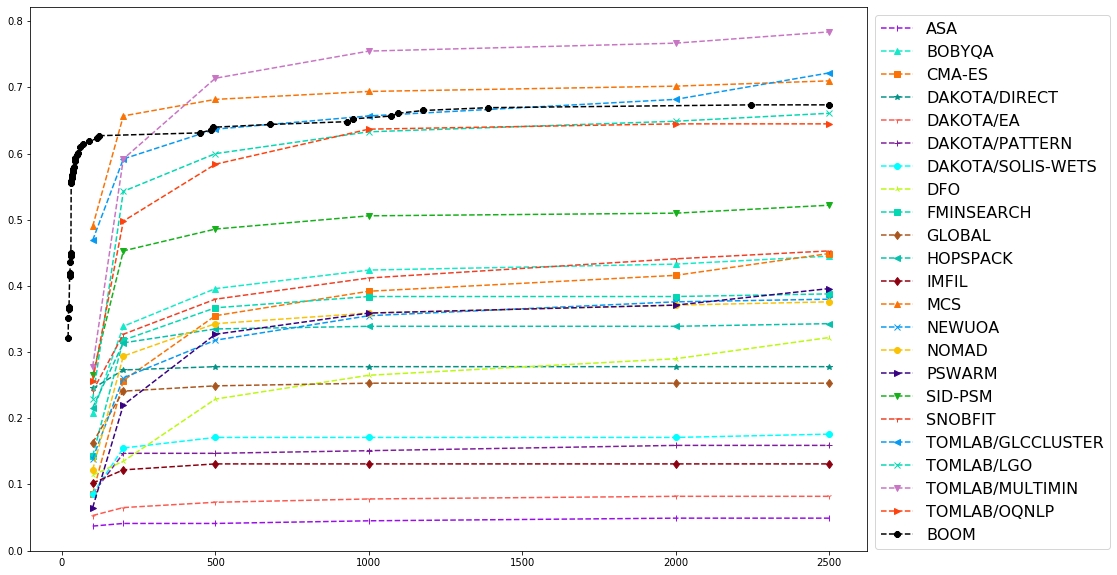 0.8
0.7
0.6
0.5
0.4
0.3
0.2
0.1
0.0
0 500 1000 1500 2000 2500
ASA
BOBYQA
CMA-ES
DAKOTA/DIRECT
DAKOTA/EA
DAKOTA/PATTERN
DAKOTA/SOLIS-WETS
DFO
FMINSEARCH
GLOBAL
HOPSPACK
IMFIL
MCS
NEWUOA
NOMAD
PSWARM
SID-PSM
SNOBFIT
TOMLAB/GLCCLUSTER
TOMLAB/LGO
TOMLAB/MULTIMIN
TOMLAB/OQNLP
BOOM